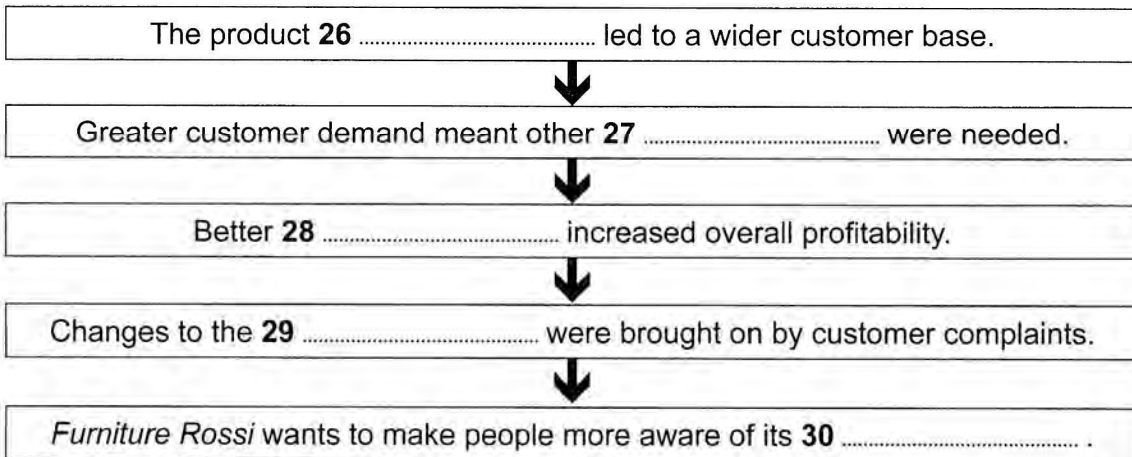 The product 26 ........................................ led to a wider customer base.
Greater customer demand meant other 27 ........................................ were needed.
Better 28 ........................................ increased overall profitability.
Changes to the 29 ........................................ were brought on by customer complaints.
Furniture Rossi wants to make people more aware of its 30 ........................................ .